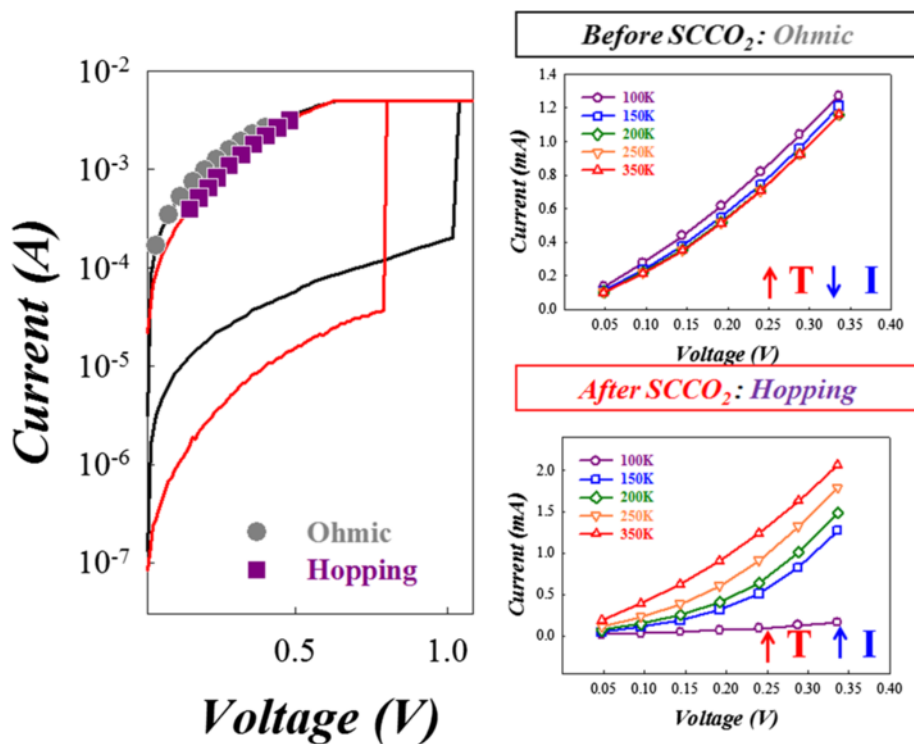 10⁻²
10⁻³
10⁻⁴
10⁻⁵
10⁻⁶
10⁻⁷
Current (A)
Ohmic
Hopping
0.5 1.0
Voltage (V)
Before SCCO₂: Ohmic
1.4
1.2
1.0
0.8
0.6
0.4
0.2
0.0
Current (mA)
100K
150K
200K
250K
350K
T I
0.05 0.10 0.15 0.20 0.25 0.30 0.35 0.40
Voltage (V)
After SCCO₂: Hopping
2.0
1.5
1.0
0.5
0.0
Current (mA)
100K
150K
200K
250K
350K
T I
0.05 0.10 0.15 0.20 0.25 0.30 0.35 0.40
Voltage (V)